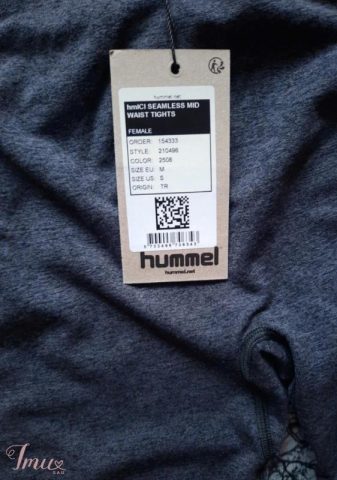 hummel.net
hmlCI SEAMLESS MID
WAIST TIGHTS
FEMALE
ORDER: 154333
STYLE: 210496
COLOR: 2508
SIZE EU: M
SIZE US: S
ORIGIN: TR
hummel
hummel.net
Imu
SAO